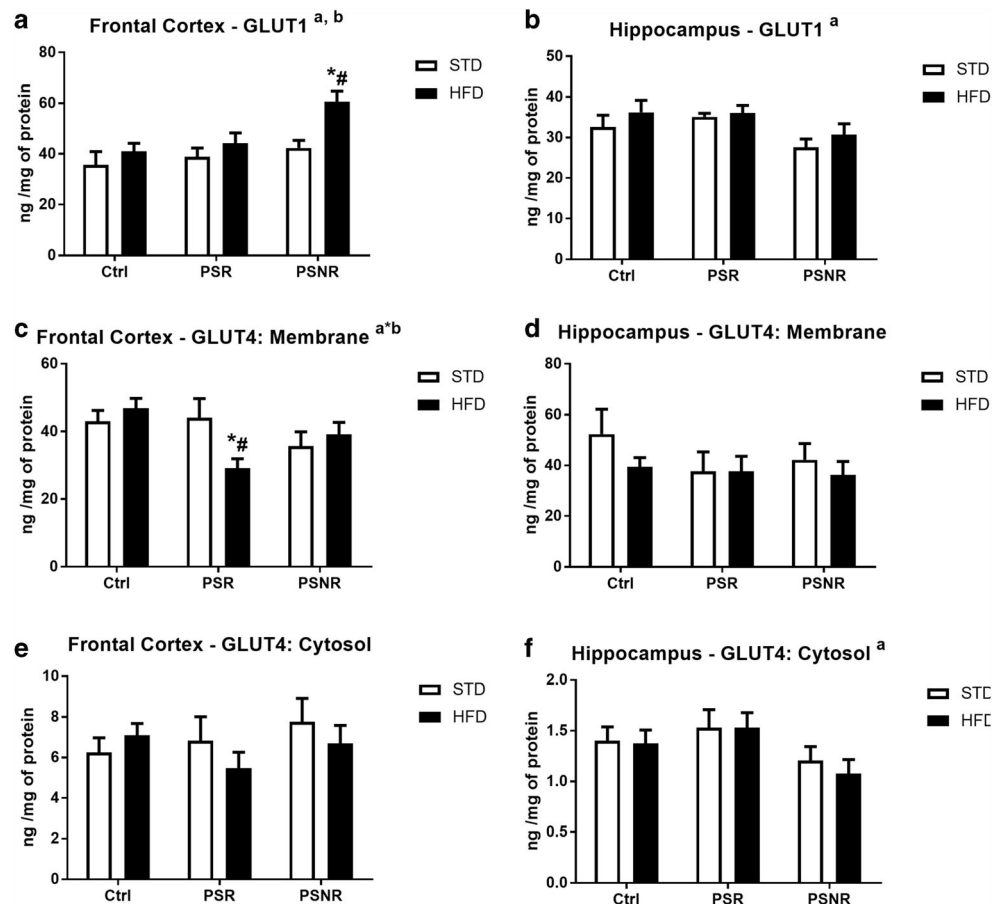 a Frontal Cortex - GLUT1 a, b
STD
HFD
ng /mg of protein
80
60
40
20
0
*#
Ctrl PSR PSNR
b Hippocampus - GLUT1 a
STD
HFD
ng /mg of protein
50
40
30
20
10
0
Ctrl PSR PSNR
c Frontal Cortex - GLUT4: Membrane a*b
STD
HFD
ng /mg of protein
60
40
20
0
*#
Ctrl PSR PSNR
d Hippocampus - GLUT4: Membrane
STD
HFD
ng /mg of protein
80
60
40
20
0
Ctrl PSR PSNR
e Frontal Cortex - GLUT4: Cytosol
STD
HFD
ng /mg of protein
10
8
6
4
2
0
Ctrl PSR PSNR
f Hippocampus - GLUT4: Cytosol a
STD
HFD
ng /mg of protein
2.0
1.5
1.0
0.5
0.0
Ctrl PSR PSNR